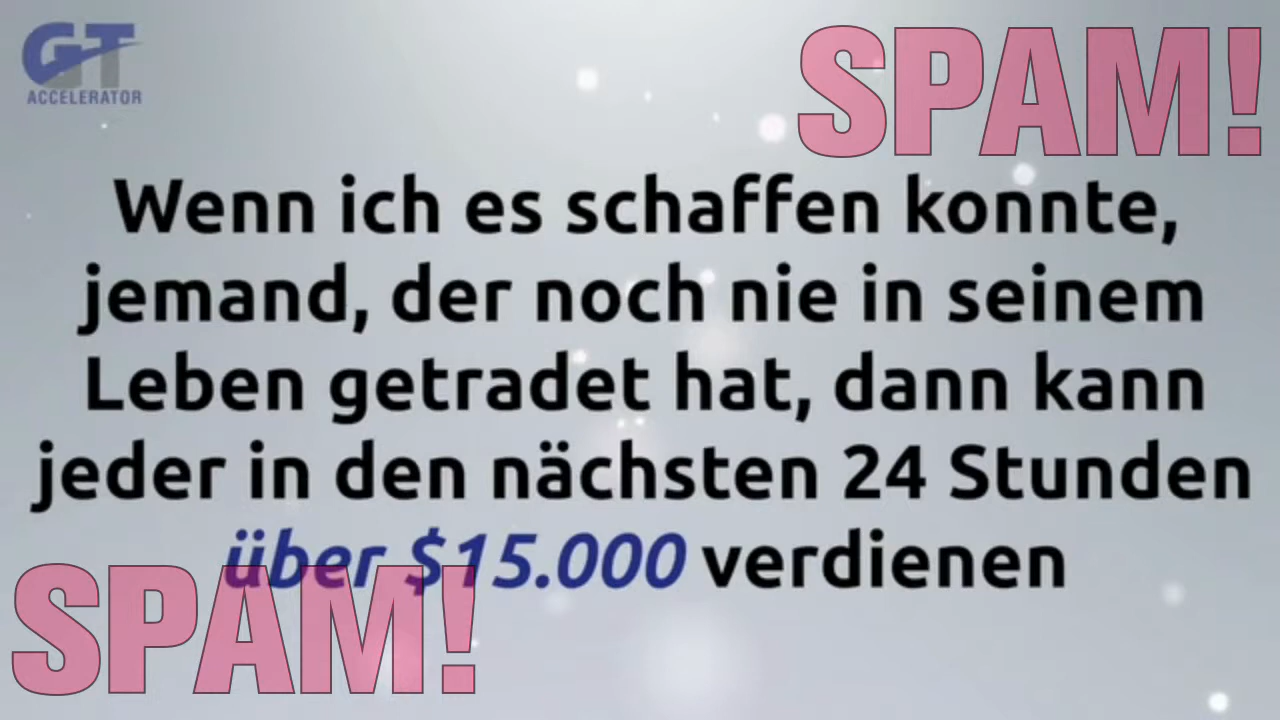 GT
ACCELERATOR
SPAM!
Wenn ich es schaffen konnte,
jemand, der noch nie in seinem
Leben getradet hat, dann kann
jeder in den nächsten 24 Stunden
über $15.000 verdienen
SPAM!